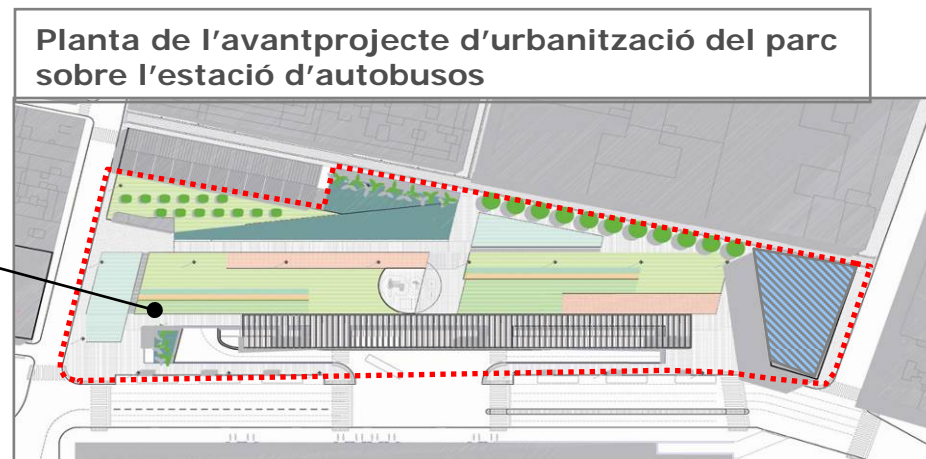 Planta de l'avantprojecte d'urbanització del parc
sobre l'estació d'autobusos